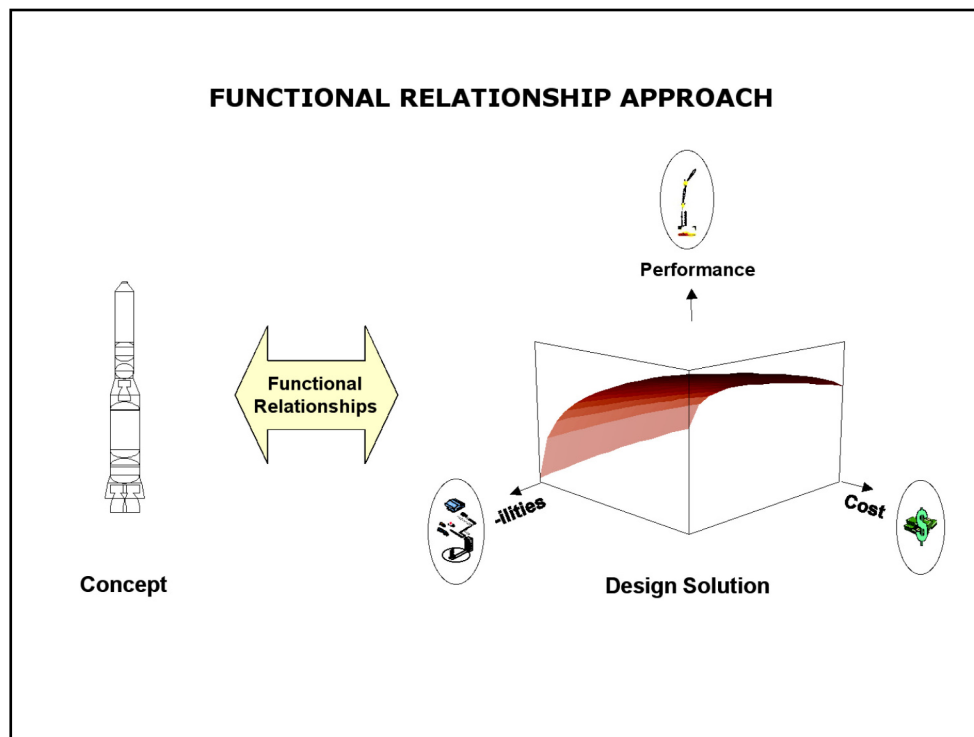 FUNCTIONAL RELATIONSHIP APPROACH
Performance
Functional
Relationships
-ilities
Cost
$
Concept
Design Solution